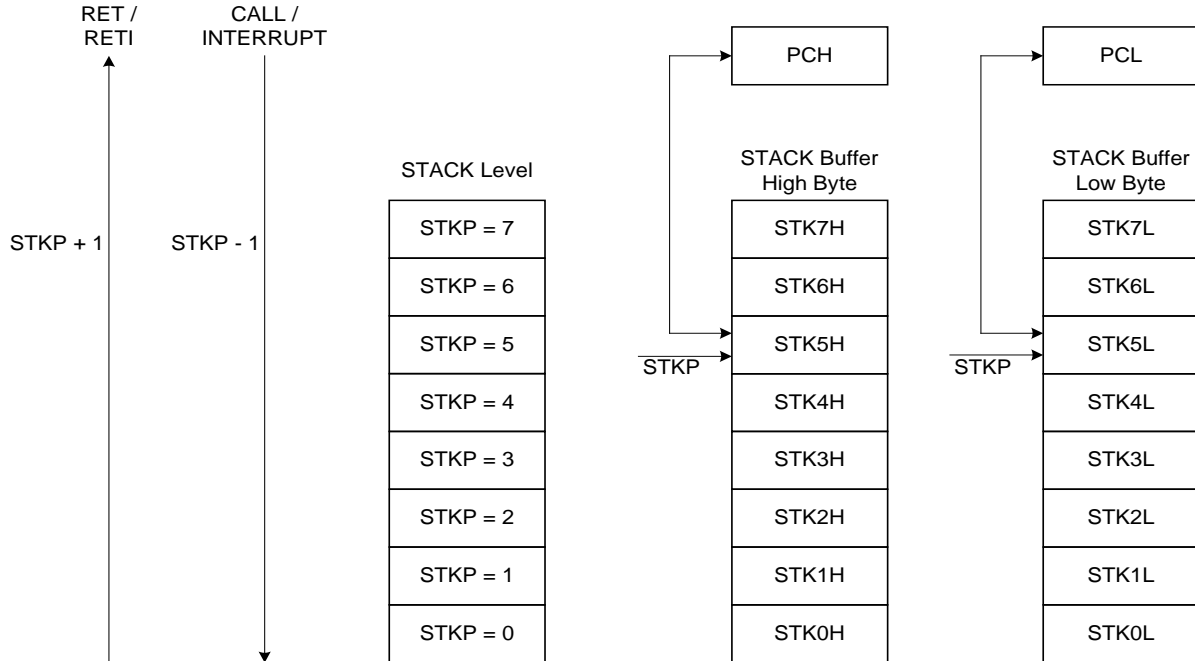 RET /
RETI
CALL /
INTERRUPT
PCH
PCL
STACK Level
STACK Buffer
High Byte
STACK Buffer
Low Byte
STKP + 1
STKP - 1
STKP = 7
STK7H
STK7L
STKP = 6
STK6H
STK6L
STKP = 5
STK5H
STK5L
STKP
STKP
STKP = 4
STK4H
STK4L
STKP = 3
STK3H
STK3L
STKP = 2
STK2H
STK2L
STKP = 1
STK1H
STK1L
STKP = 0
STK0H
STK0L